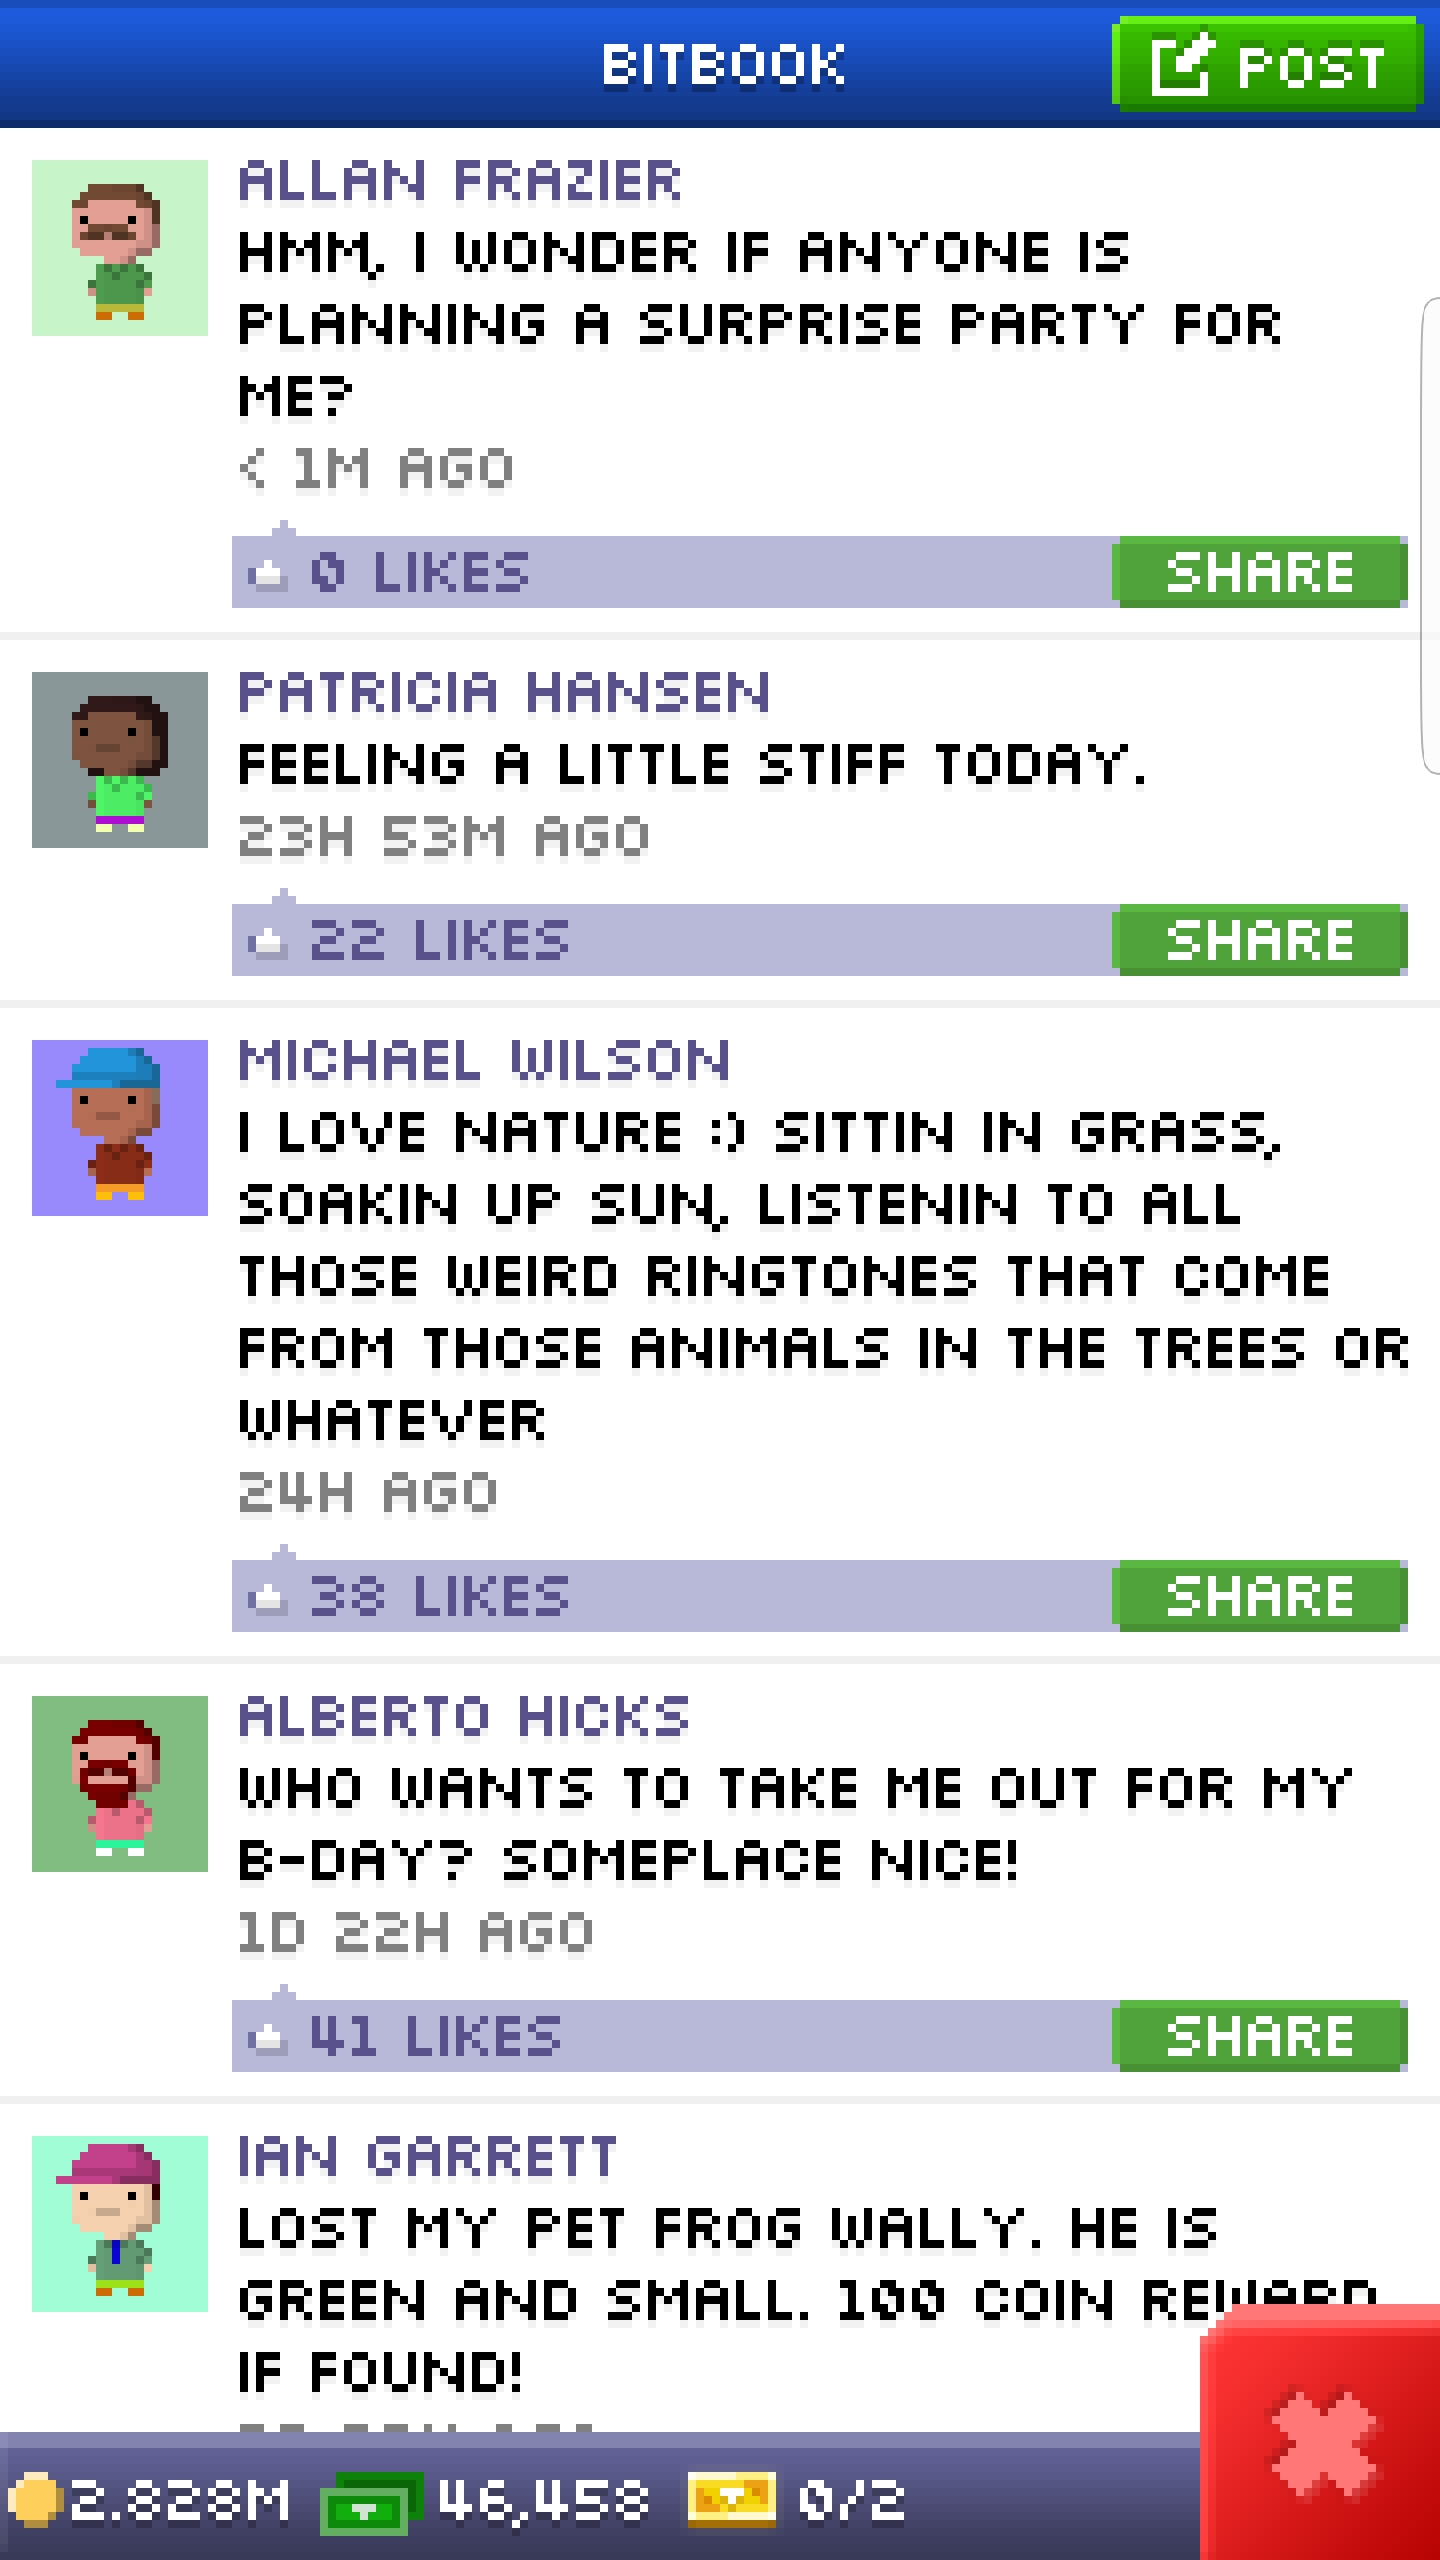 BITBOOK
POST
ALLAN FRAZIER
HMM, I WONDER IF ANYONE IS
PLANNING A SURPRISE PARTY FOR
ME?
< 1M AGO
0 LIKES
SHARE
PATRICIA HANSEN
FEELING A LITTLE STIFF TODAY.
23H 53M AGO
22 LIKES
SHARE
MICHAEL WILSON
I LOVE NATURE :) SITTIN IN GRASS,
SOAKIN UP SUN, LISTENIN TO ALL
THOSE WEIRD RINGTONES THAT COME
FROM THOSE ANIMALS IN THE TREES OR
WHATEVER
24H AGO
38 LIKES
SHARE
ALBERTO HICKS
WHO WANTS TO TAKE ME OUT FOR MY
B-DAY? SOMEPLACE NICE!
1D 22H AGO
41 LIKES
SHARE
IAN GARRETT
LOST MY PET FROG WALLY. HE IS
GREEN AND SMALL. 100 COIN REWARD
IF FOUND!
2.828M 46,458 0/2